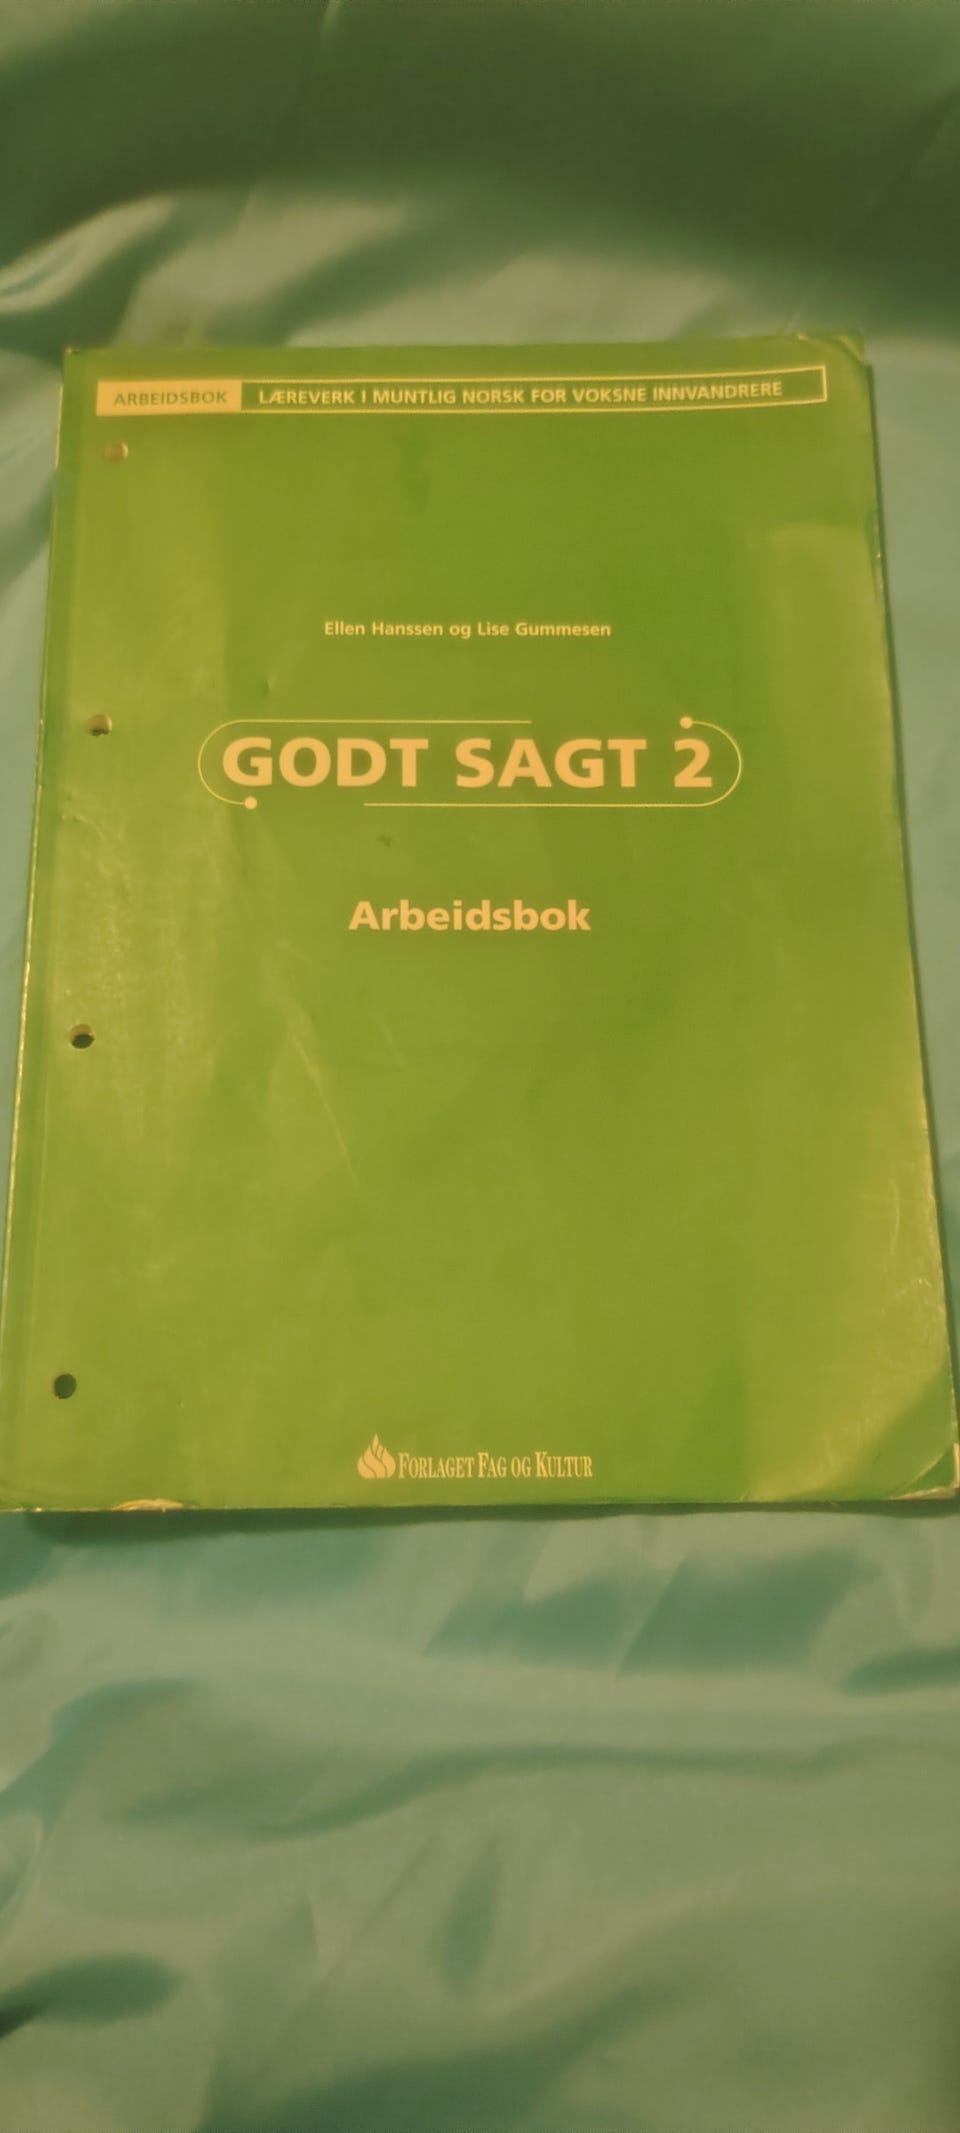 ARBEIDSBOK LÆREVERK I MUNTLIG NORSK FOR VOKSNE INNVANDRERE
Ellen Hanssen og Lise Gummesen
GODT SAGT 2
Arbeidsbok
FORLAGET FAG OG KULTUR